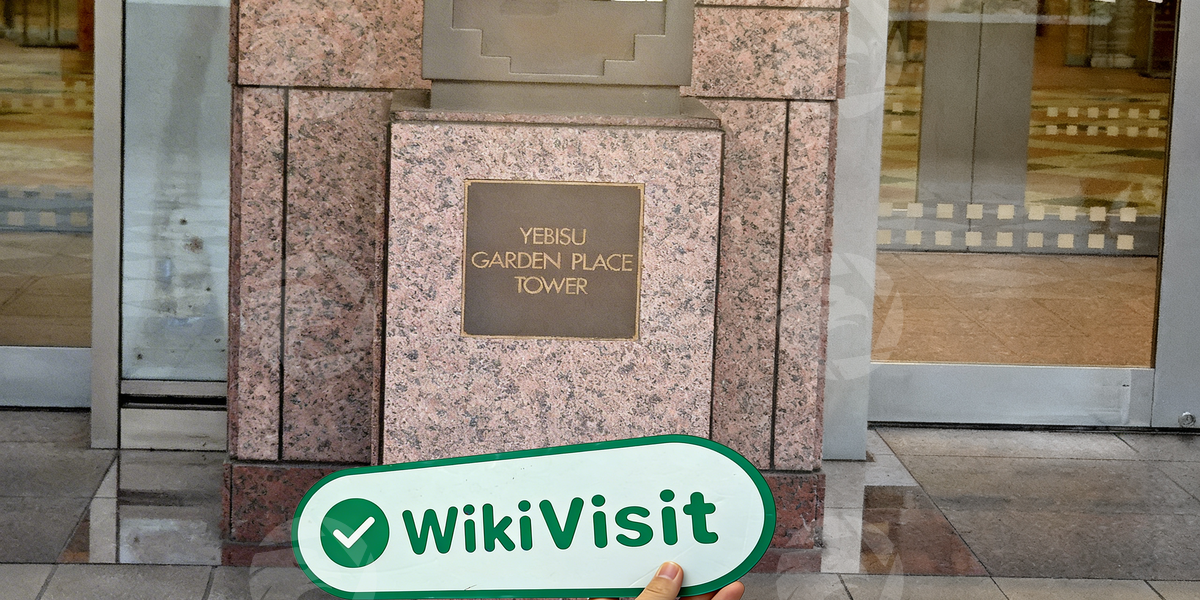 YEBISU
GARDEN PLACE
TOWER
WikiVisit